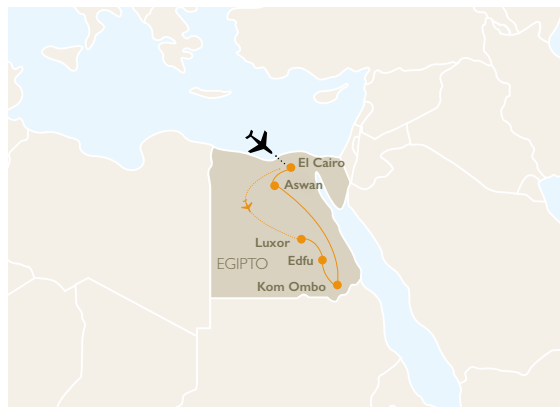 El Cairo
Aswan
Luxor
Edfu
EGIPTO
Kom Ombo